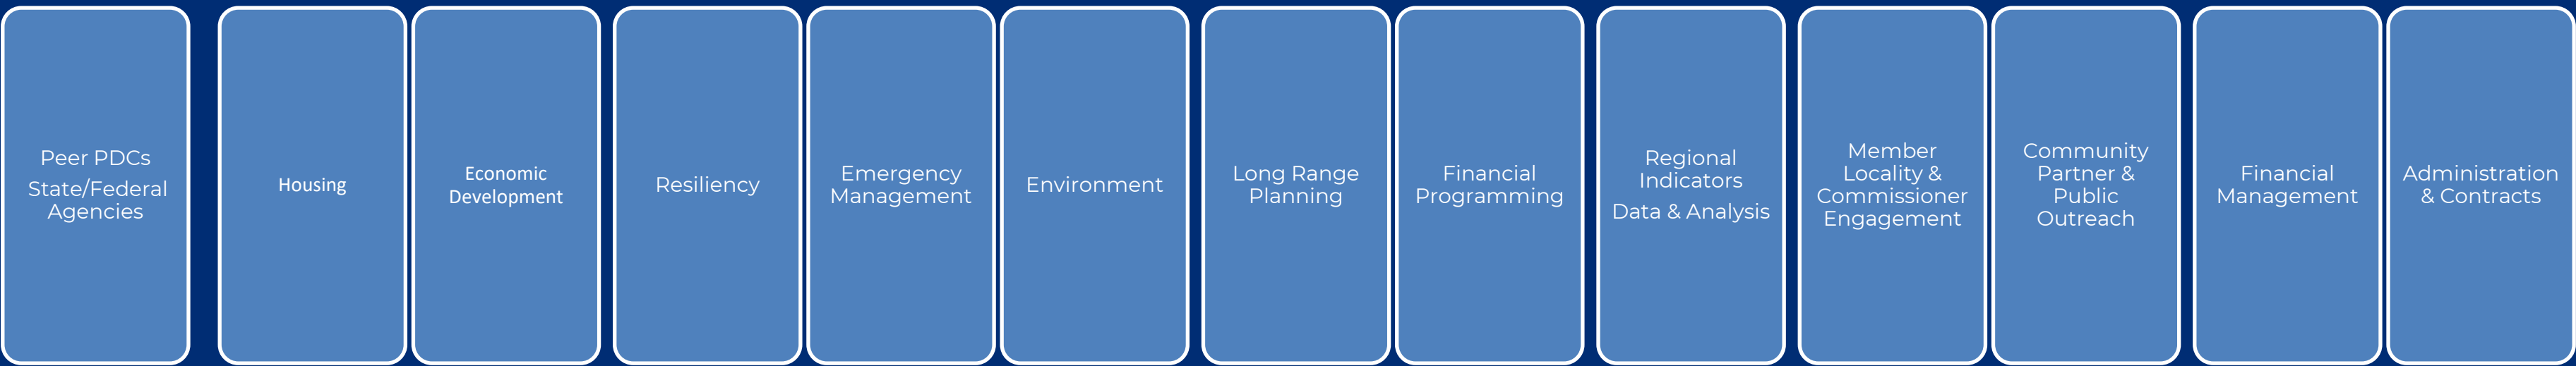 Peer PDCs
State/Federal
Agencies
Housing
Economic
Development
Resiliency
Emergency
Management
Environment
Long Range
Planning
Financial
Programming
Regional
Indicators
Data & Analysis
Member
Locality &
Commissioner
Engagement
Community
Partner &
Public
Outreach
Financial
Management
Administration
& Contracts